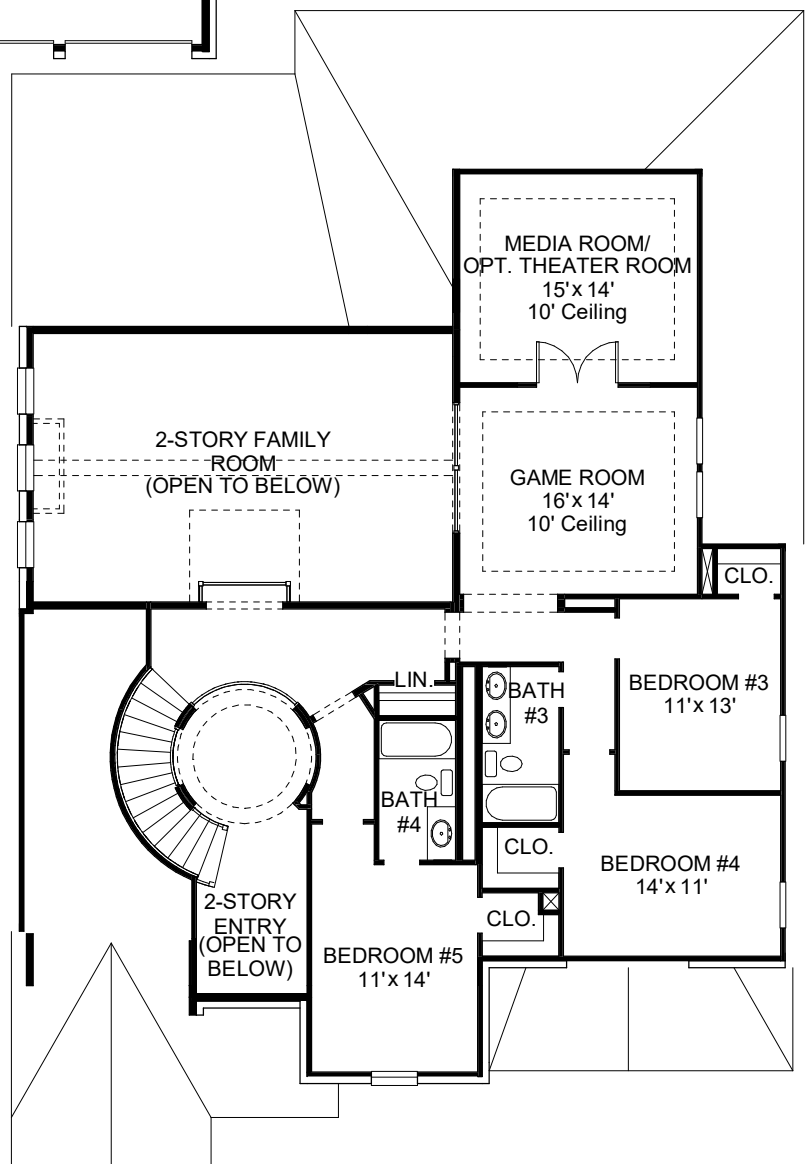 MEDIA ROOM/
OPT. THEATER ROOM
15'x 14'
10' Ceiling
2-STORY FAMILY
ROOM
(OPEN TO BELOW)
GAME ROOM
16'x 14'
10' Ceiling
CLO.
LIN.
BATH
#3
BEDROOM #3
11'x 13'
BATH
#4
CLO.
BEDROOM #4
14'x 11'
2-STORY
ENTRY
(OPEN TO
BELOW)
CLO.
BEDROOM #5
11'x 14'